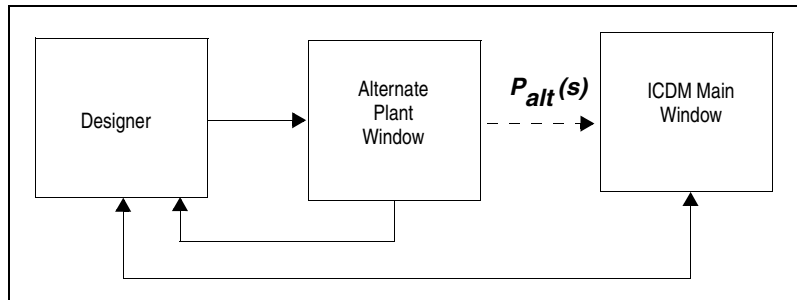 Designer
Alternate
Plant
Window
P_alt(s)
ICDM Main
Window